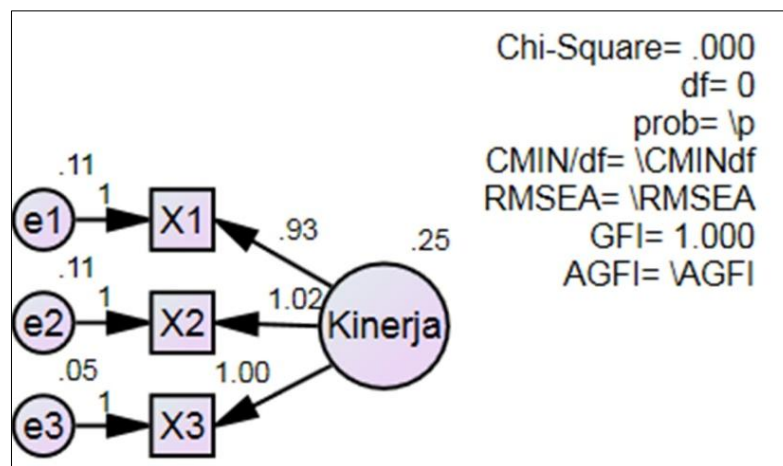 Chi-Square= .000
df= 0
prob= \p
CMIN/df= \CMINdf
RMSEA= \RMSEA
GFI= 1.000
AGFI= \AGFI
.11
e1
1
X1
.93
.25
.11
e2
1
X2
1.02
Kinerja
.05
e3
1
X3
1.00